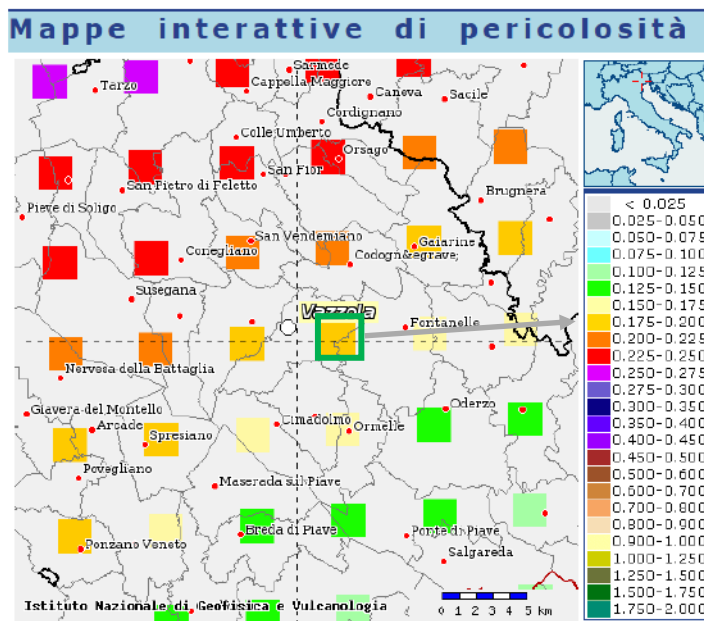 Mappe interattive di pericolosità
Sarmede
Tarzo
Cappella Maggiore
Caneva
Sacile
Cordignano
Colle Umberto
Orsago
San Fior
San Pietro di Feletto
Brugnera
Pieve di Soligo
San Vendemiano
Gaiarine
Conegliano
Codogn&egrave;
Susegana
Vazzola
Fontanelle
Nervesa della Battaglia
Giavera del Montello
Oderzo
Arcade
Cimadolmo
Ormelle
Spresiano
Povegliano
Maserada sul Piave
Breda di Piave
Ponte di Piave
Ponzano Veneto
Salgareda
Istituto Nazionale di Geofisica e Vulcanologia
0 1 2 3 4 5 km
< 0.025
0.025-0.050
0.050-0.075
0.075-0.100
0.100-0.125
0.125-0.150
0.150-0.175
0.175-0.200
0.200-0.225
0.225-0.250
0.250-0.275
0.275-0.300
0.300-0.350
0.350-0.400
0.400-0.450
0.450-0.500
0.500-0.600
0.600-0.700
0.700-0.800
0.800-0.900
0.900-1.000
1.000-1.250
1.250-1.500
1.500-1.750
1.750-2.000